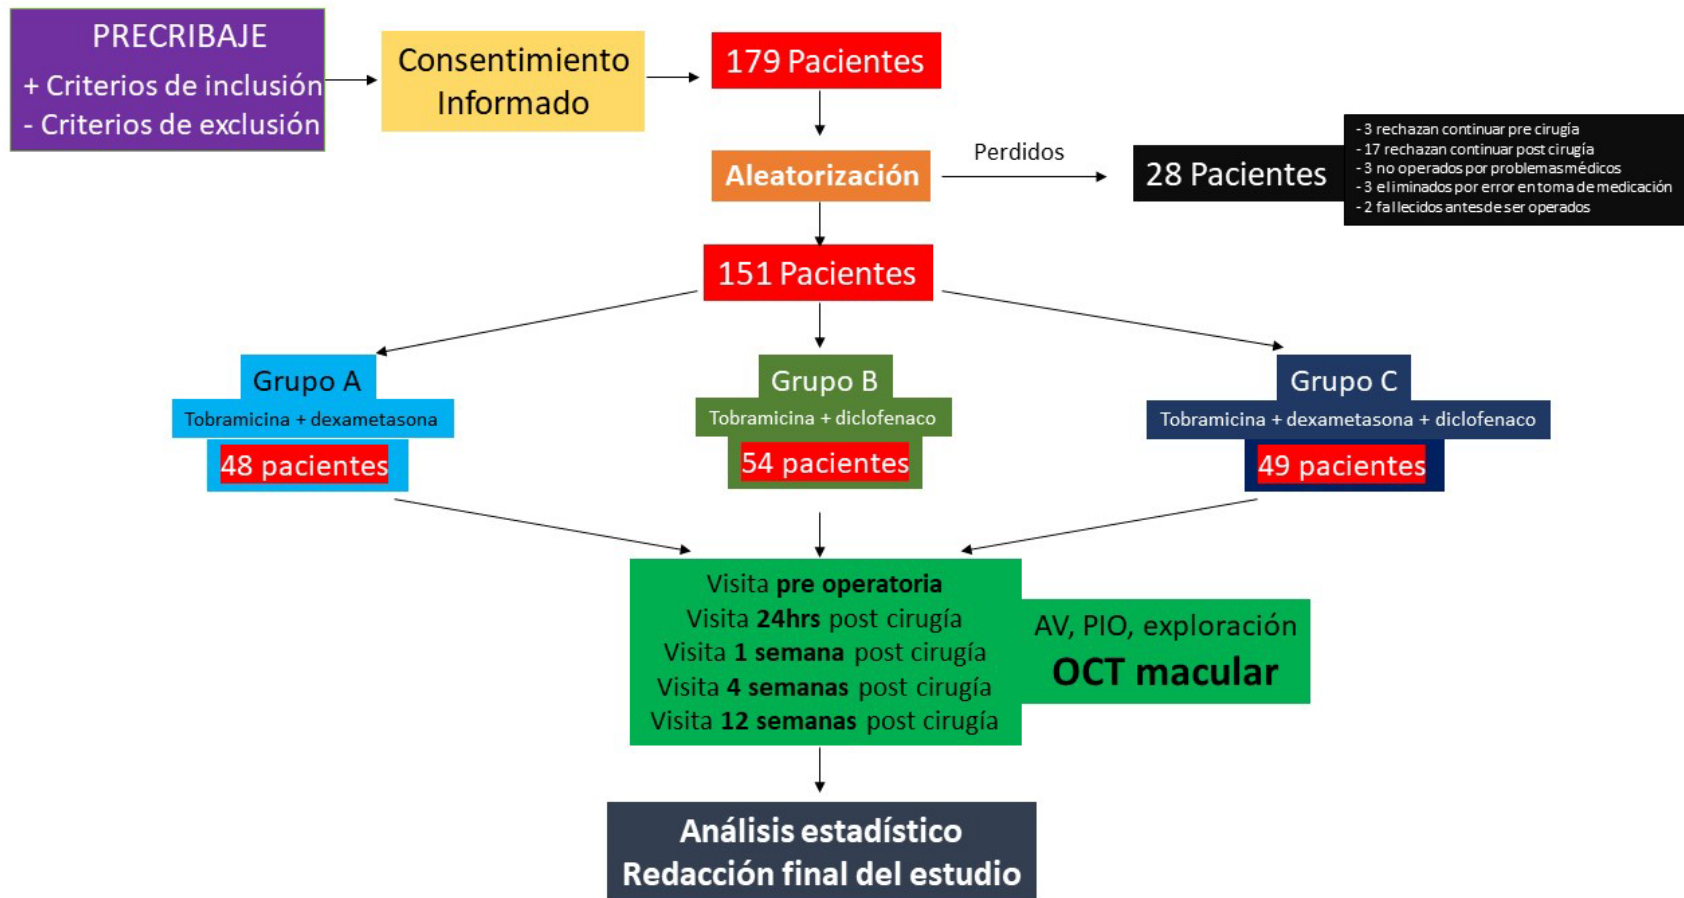 PRECRIBAJE
+ Criterios de inclusión
- Criterios de exclusión
Consentimiento
Informado
179 Pacientes
Aleatorización
Perdidos
28 Pacientes
- 3 rechazan continuar pre cirugía
- 17 rechazan continuar post cirugía
- 3 no operados por problemas médicos
- 3 eliminados por error en toma de medicación
- 2 fallecidos antes de ser operados
151 Pacientes
Grupo A
Tobramicina + dexametasona
48 pacientes
Grupo B
Tobramicina + diclofenaco
54 pacientes
Grupo C
Tobramicina + dexametasona + diclofenaco
49 pacientes
Visita pre operatoria
Visita 24hrs post cirugía
Visita 1 semana post cirugía
Visita 4 semanas post cirugía
Visita 12 semanas post cirugía
AV, PIO, exploración
OCT macular
Análisis estadístico
Redacción final del estudio